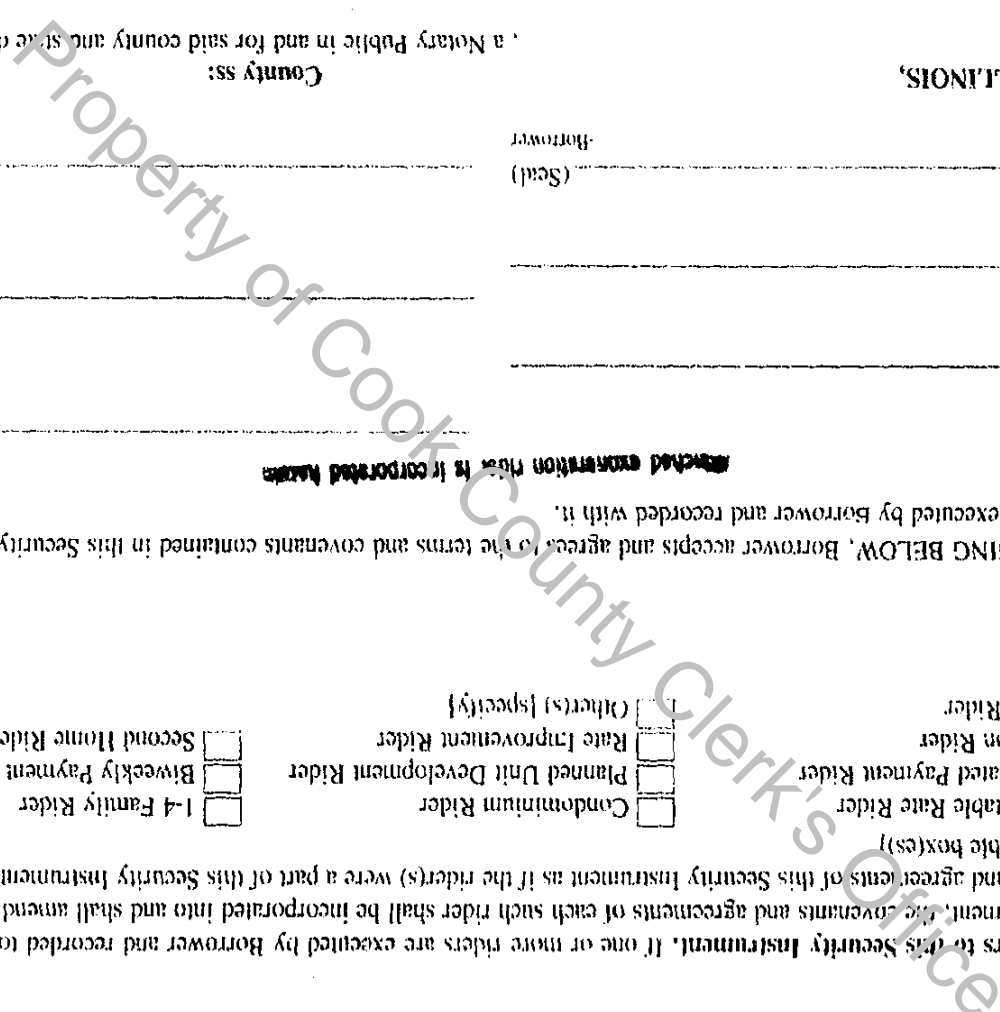 rs to this Security Instrument. If one or more riders are executed by Borrower and recorded to
ment, the covenants and agreements of each such rider shall be incorporated into and shall amend
and agreements of this Security Instrument as if the rider(s) were a part of this Security Instrument
ble box(es)]
table Rate Rider Condominium Rider 1-4 Family Rider
ated Payment Rider Planned Unit Development Rider Biweekly Payment
on Rider Rate Improvement Rider Second Home Ride
Rider Other(s) [specify]
ING BELOW, Borrower accepts and agrees to the terms and covenants contained in this Security
executed by Borrower and recorded with it.
attached exoneration rider is incorporated herein
(Seal)
-Borrower
LLINOIS, County ss:
, a Notary Public in and for said county and state d
Property of Cook County Clerk's Office